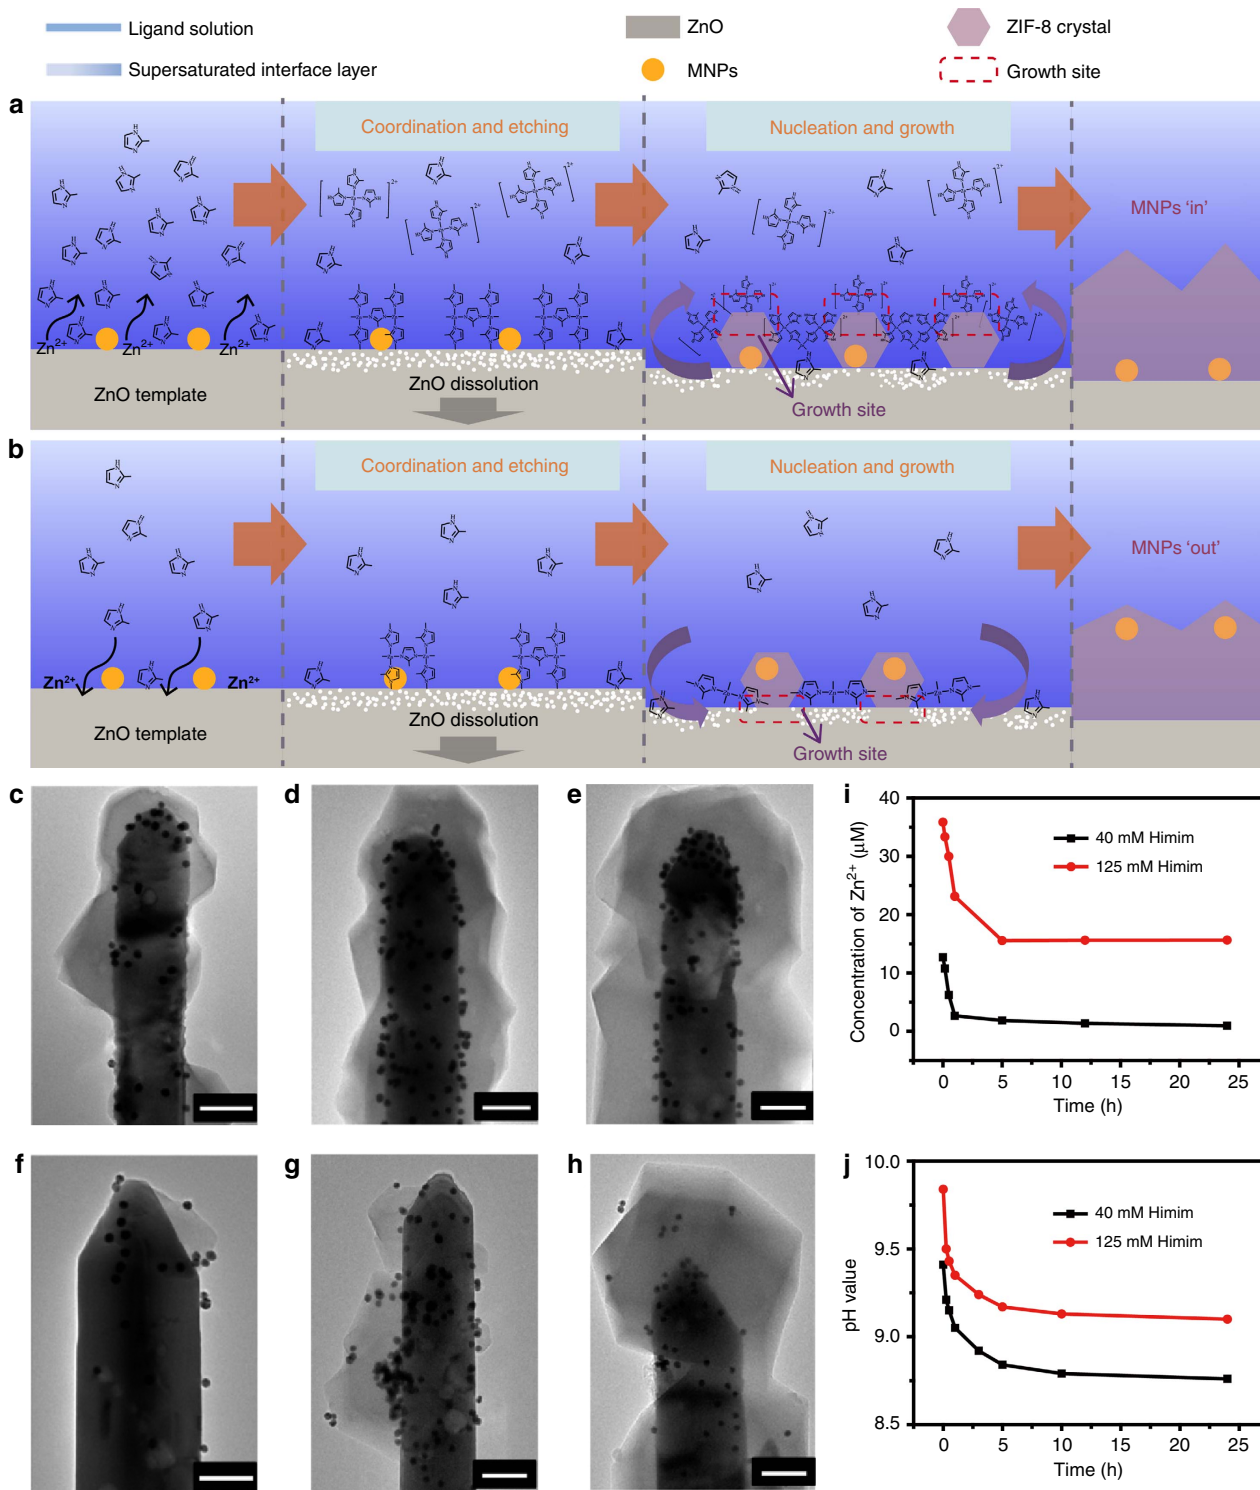 Ligand solution
ZnO
ZIF-8 crystal
Supersaturated interface layer
MNPs
Growth site
a
Coordination and etching
Nucleation and growth
MNPs 'in'
Zn²⁺
Zn²⁺
Zn²⁺
ZnO template
ZnO dissolution
Growth site
b
Coordination and etching
Nucleation and growth
MNPs 'out'
Zn²⁺
Zn²⁺
ZnO template
ZnO dissolution
Growth site
c
d
e
f
g
h
i
40
30
20
10
0
Concentration of Zn²⁺ (μM)
40 mM Himim
125 mM Himim
0 5 10 15 20 25
Time (h)
j
10.0
9.5
9.0
8.5
pH value
40 mM Himim
125 mM Himim
0 5 10 15 20 25
Time (h)